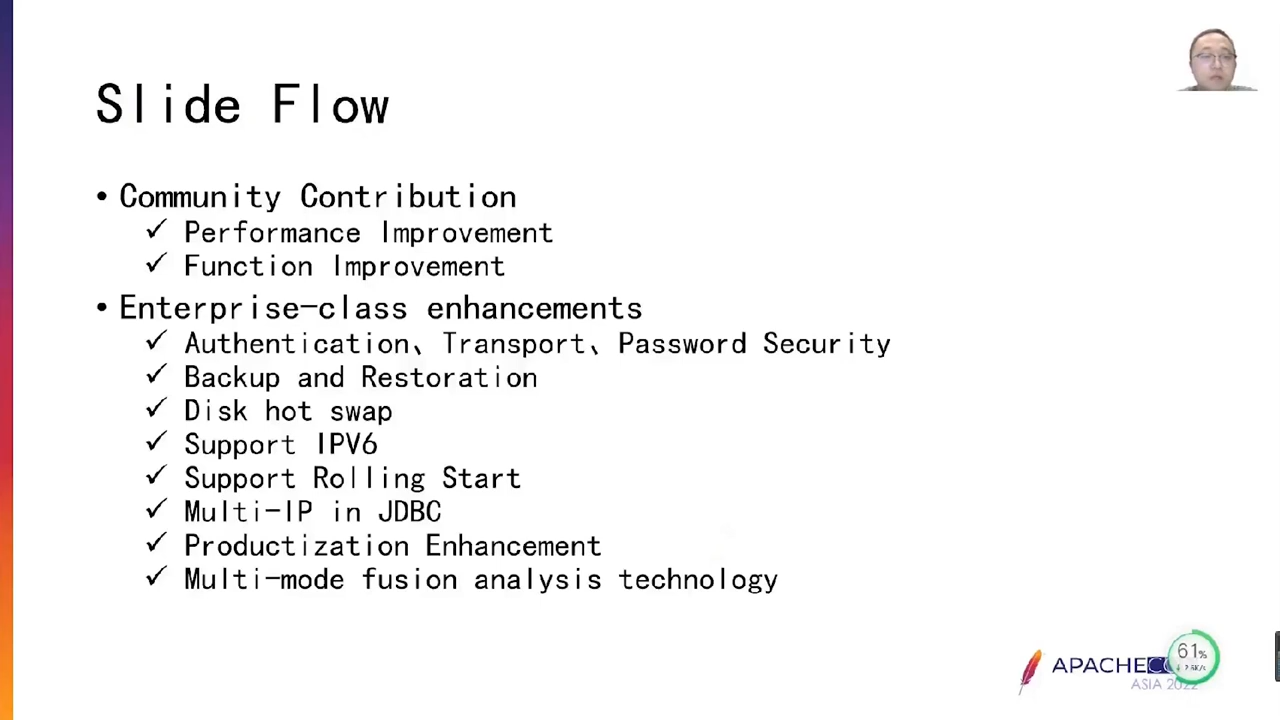 Slide Flow
• Community Contribution
✓ Performance Improvement
✓ Function Improvement
• Enterprise-class enhancements
✓ Authentication、Transport、Password Security
✓ Backup and Restoration
✓ Disk hot swap
✓ Support IPV6
✓ Support Rolling Start
✓ Multi-IP in JDBC
✓ Productization Enhancement
✓ Multi-mode fusion analysis technology
APACHE
61%
ASIA 2022